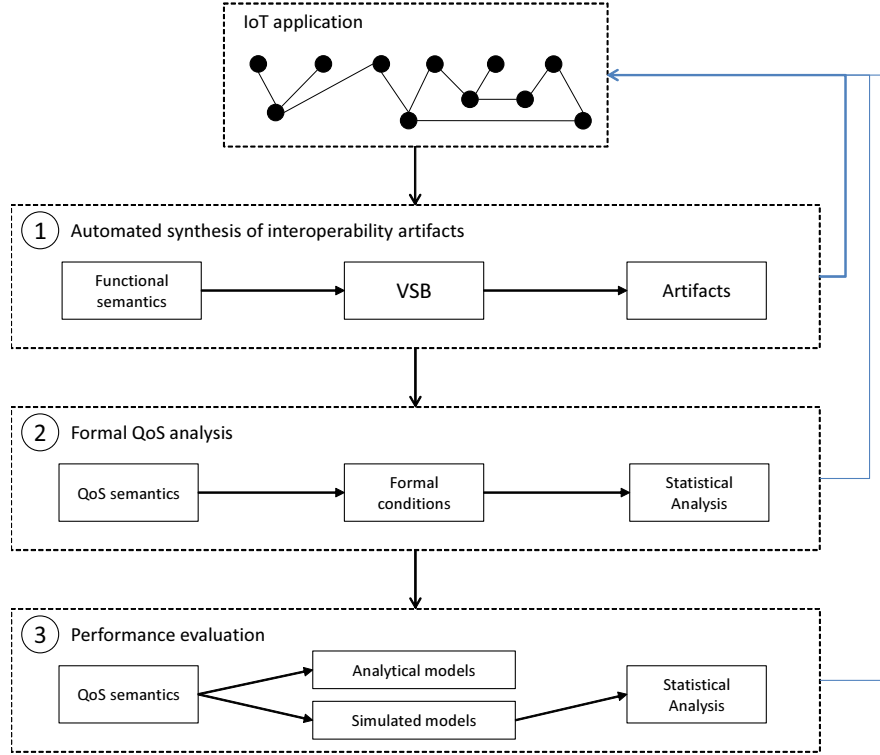 IoT application
1
Automated synthesis of interoperability artifacts
Functional
semantics
VSB
Artifacts
2
Formal QoS analysis
QoS semantics
Formal
conditions
Statistical
Analysis
3
Performance evaluation
QoS semantics
Analytical models
Simulated models
Statistical
Analysis